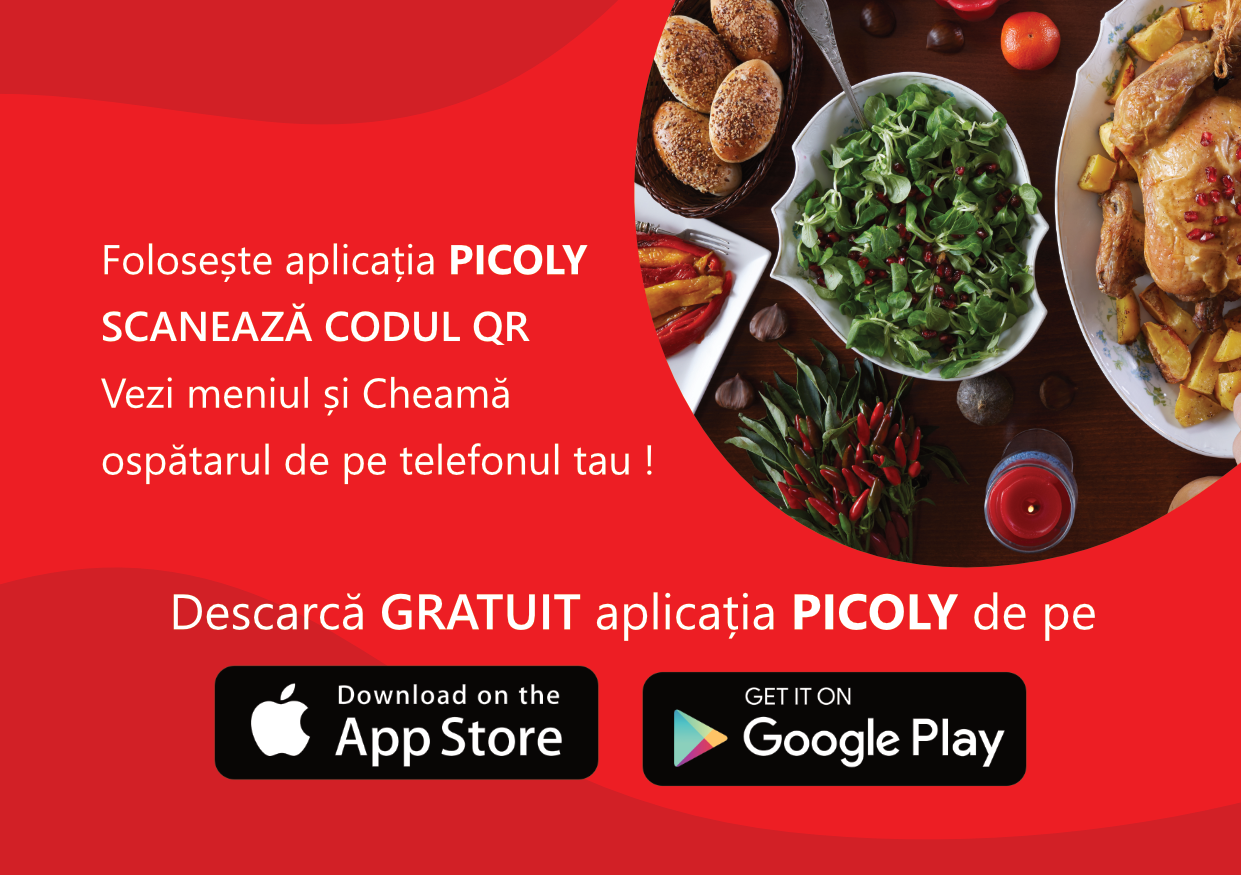 Folosește aplicația PICOLY
SCANEAZĂ CODUL QR
Vezi meniul și Cheamă
ospătarul de pe telefonul tau !
Descarcă GRATUIT aplicația PICOLY de pe
Download on the
App Store
GET IT ON
Google Play